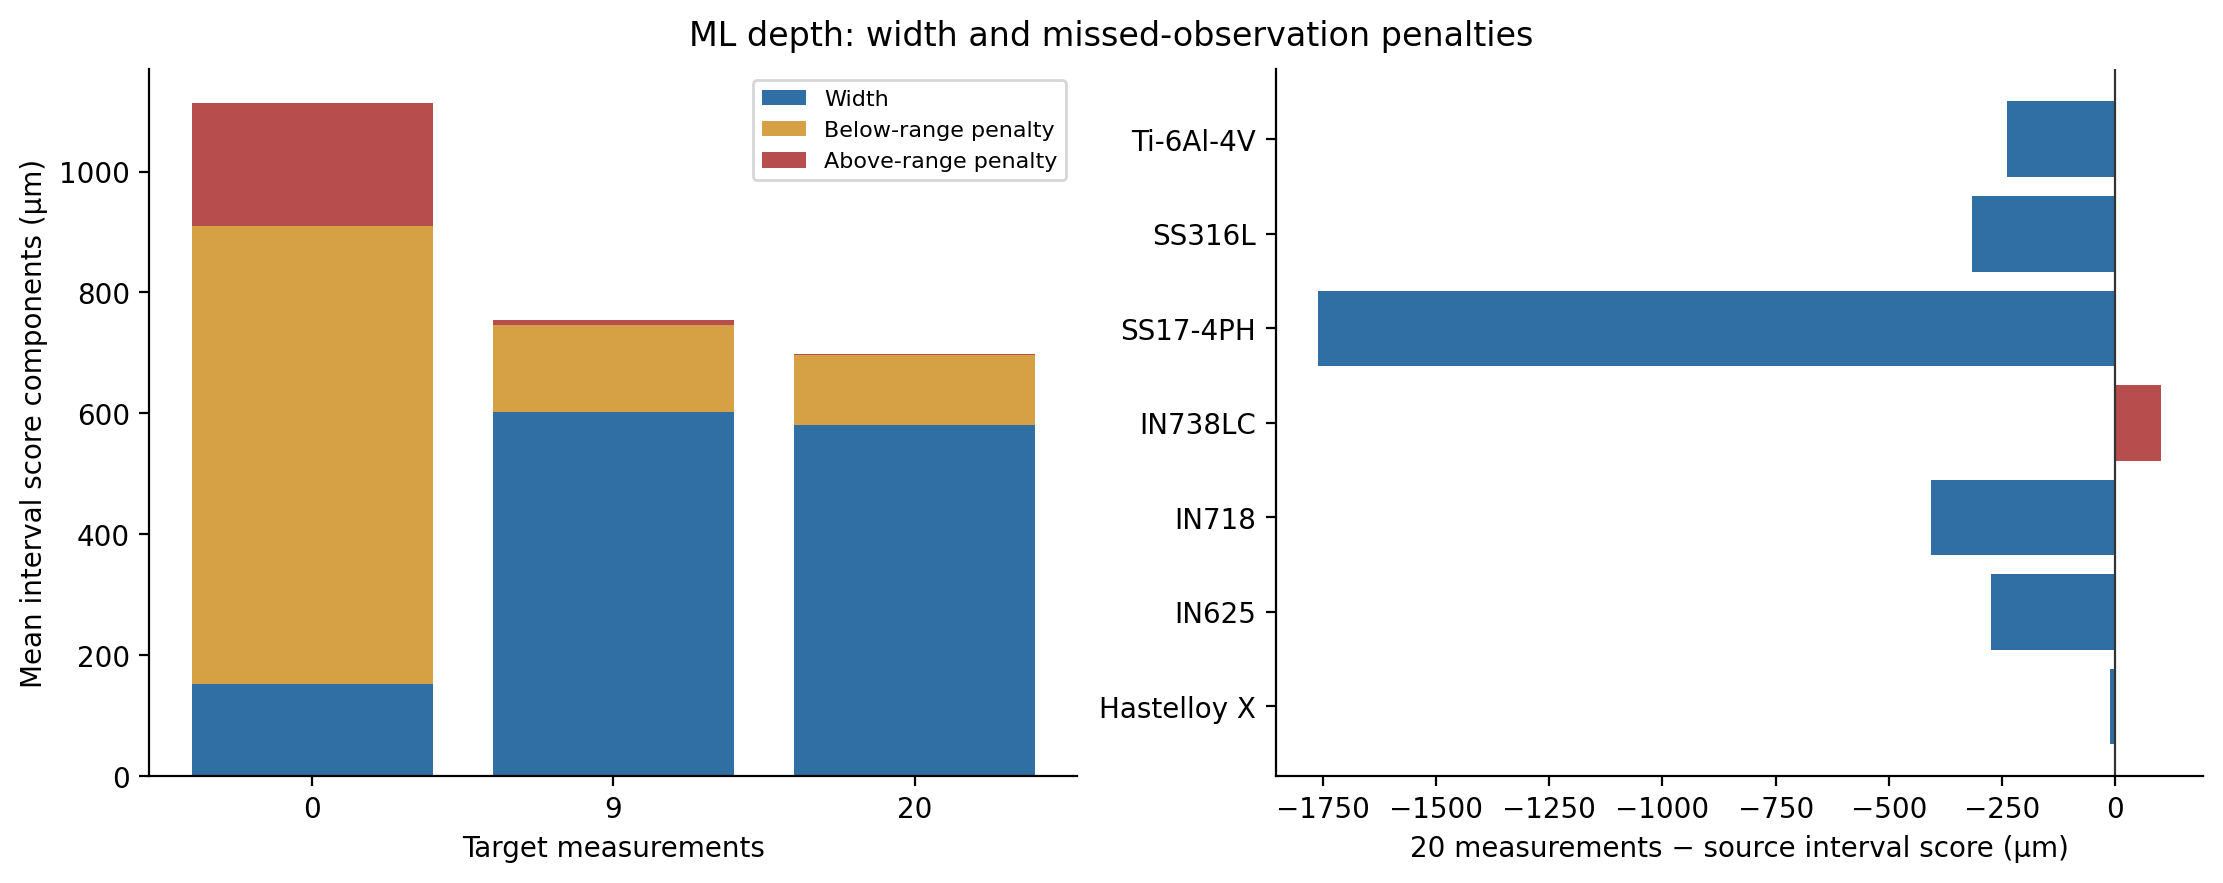 ML depth: width and missed-observation penalties
Mean interval score components (µm)
1000
800
600
400
200
0
Width
Below-range penalty
Above-range penalty
0 9 20
Target measurements
Ti-6Al-4V
SS316L
SS17-4PH
IN738LC
IN718
IN625
Hastelloy X
−1750 −1500 −1250 −1000 −750 −500 −250 0
20 measurements − source interval score (µm)